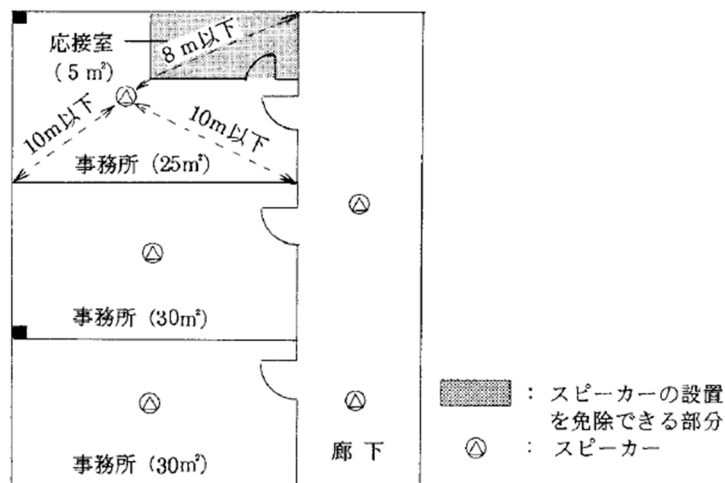 応接室
(5㎡)
8m以下
10m以下
10m以下
事務所 (25㎡)
事務所 (30㎡)
事務所 (30㎡)
廊下
: スピーカーの設置
を免除できる部分
: スピーカー